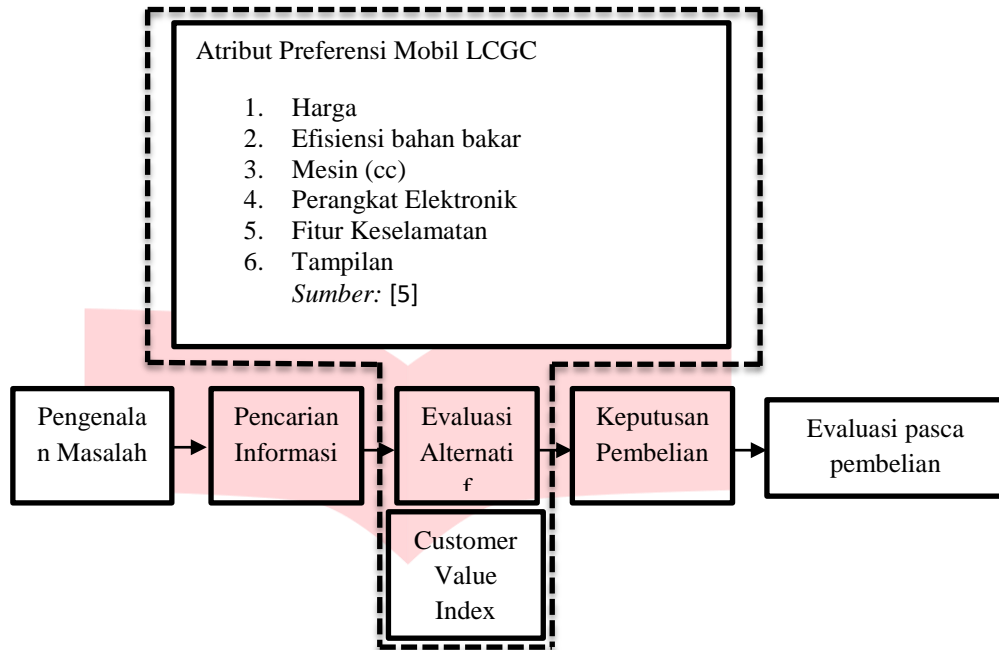 Atribut Preferensi Mobil LCGC
1. Harga
2. Efisiensi bahan bakar
3. Mesin (cc)
4. Perangkat Elektronik
5. Fitur Keselamatan
6. Tampilan
Sumber: [5]
Pengenala
n Masalah
Pencarian
Informasi
Evaluasi
Alternati
f
Keputusan
Pembelian
Evaluasi pasca
pembelian
Customer
Value
Index